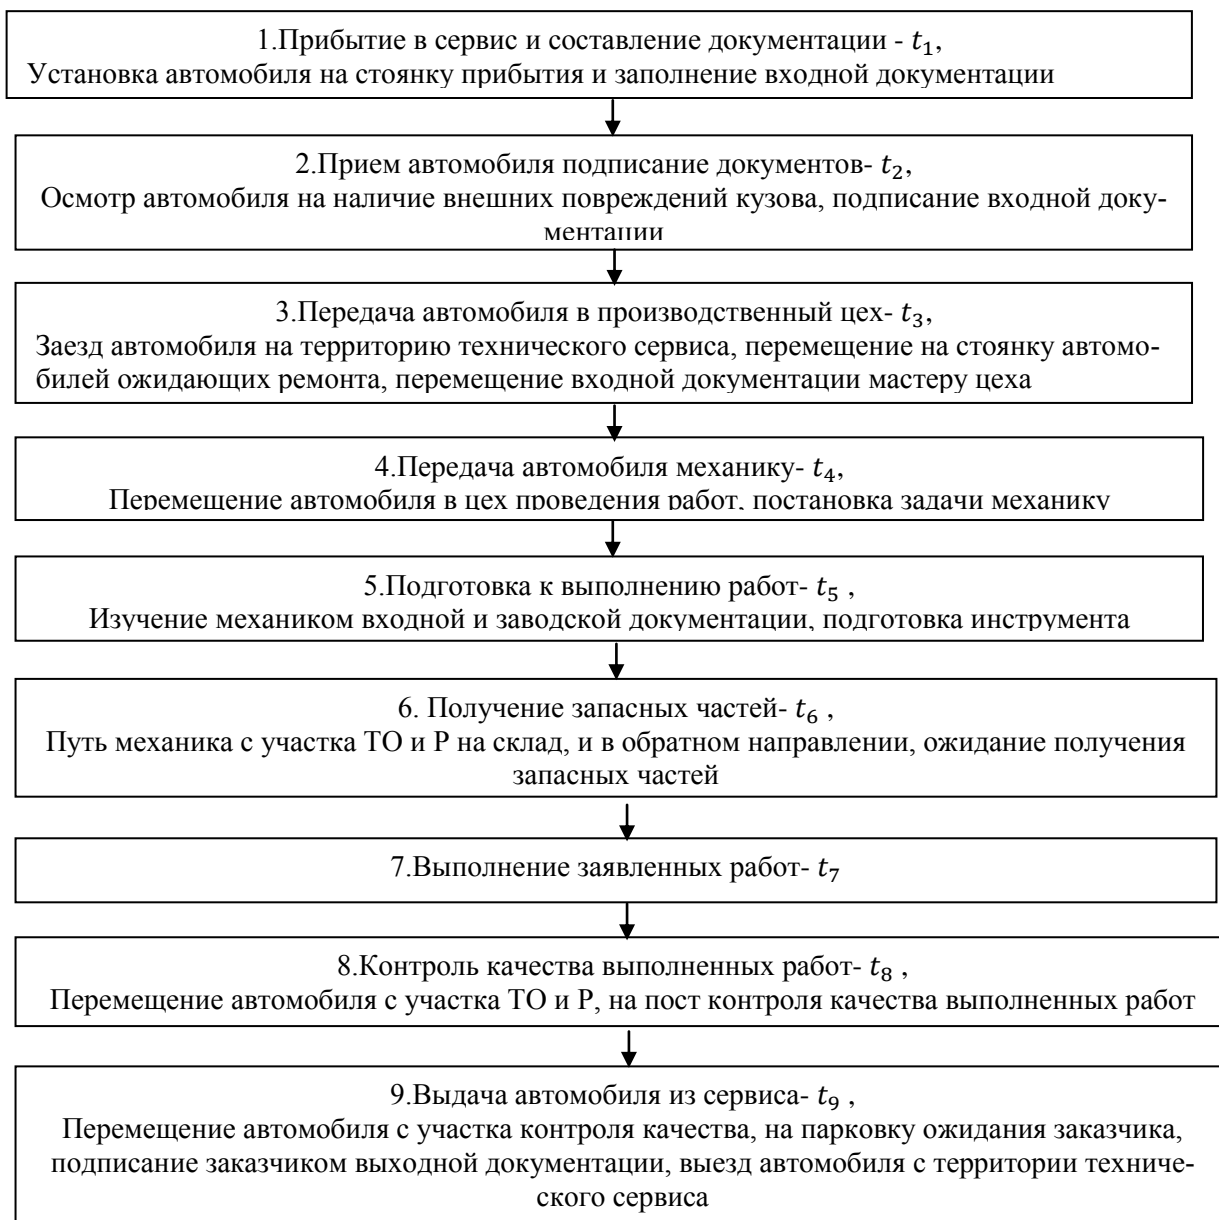 1.Прибытие в сервис и составление документации - t₁,
Установка автомобиля на стоянку прибытия и заполнение входной документации
2.Прием автомобиля подписание документов- t₂,
Осмотр автомобиля на наличие внешних повреждений кузова, подписание входной доку-
ментации
3.Передача автомобиля в производственный цех- t₃,
Заезд автомобиля на территорию технического сервиса, перемещение на стоянку автомо-
билей ожидающих ремонта, перемещение входной документации мастеру цеха
4.Передача автомобиля механику- t₄,
Перемещение автомобиля в цех проведения работ, постановка задачи механику
5.Подготовка к выполнению работ- t₅ ,
Изучение механиком входной и заводской документации, подготовка инструмента
6. Получение запасных частей- t₆ ,
Путь механика с участка ТО и Р на склад, и в обратном направлении, ожидание получения
запасных частей
7.Выполнение заявленных работ- t₇
8.Контроль качества выполненных работ- t₈ ,
Перемещение автомобиля с участка ТО и Р, на пост контроля качества выполненных работ
9.Выдача автомобиля из сервиса- t₉ ,
Перемещение автомобиля с участка контроля качества, на парковку ожидания заказчика,
подписание заказчиком выходной документации, выезд автомобиля с территории техниче-
ского сервиса